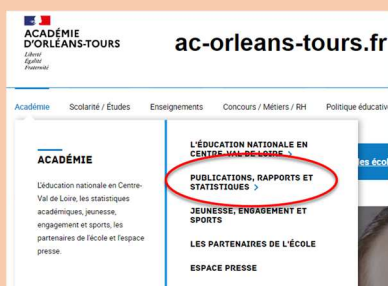 ACADÉMIE
D'ORLÉANS-TOURS
Liberté
Égalité
Fraternité
ac-orleans-tours.fr
Académie Scolarité / Études Enseignements Concours / Métiers / RH Politique éducative
ACADÉMIE
L'éducation nationale en Centre-
Val de Loire, les statistiques
académiques, jeunesse,
engagement et sports, les
partenaires de l'école et l'espace
presse.
L'ÉDUCATION NATIONALE EN
CENTRE-VAL DE LOIRE >
PUBLICATIONS, RAPPORTS ET
STATISTIQUES >
JEUNESSE, ENGAGEMENT ET
SPORTS
LES PARTENAIRES DE L'ÉCOLE
ESPACE PRESSE